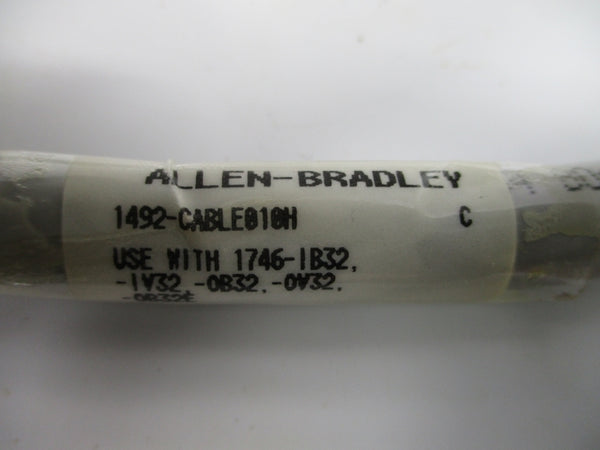 ALLEN-BRADLEY
1492-CABLE010H C
USE WITH 1746-IB32,
-IV32, -OB32, -OV32,